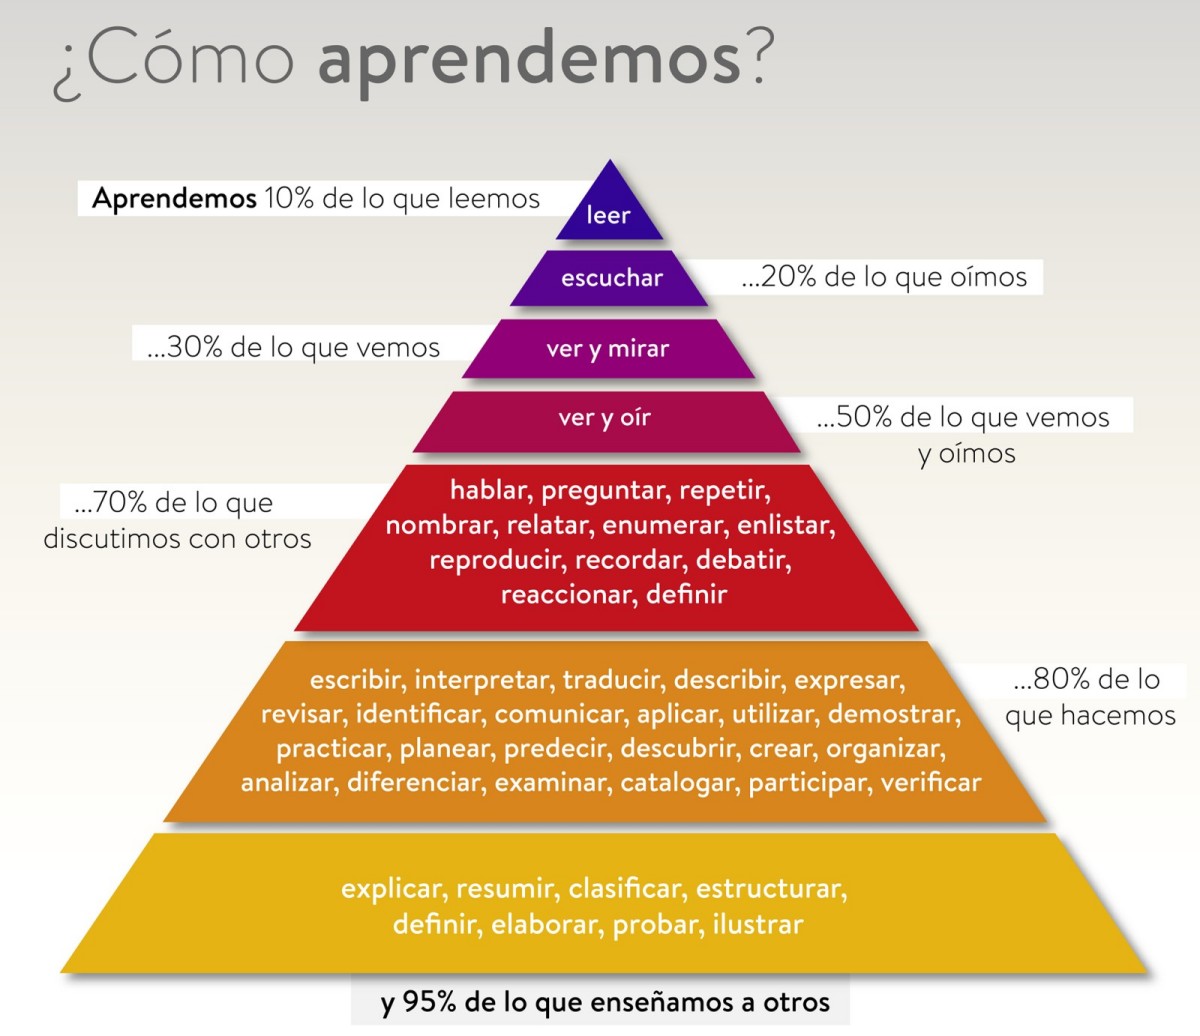 ¿Cómo aprendemos?
Aprendemos 10% de lo que leemos
leer
escuchar
...20% de lo que oímos
...30% de lo que vemos
ver y mirar
ver y oír
...50% de lo que vemos
y oímos
...70% de lo que
discutimos con otros
hablar, preguntar, repetir,
nombrar, relatar, enumerar, enlistar,
reproducir, recordar, debatir,
reaccionar, definir
escribir, interpretar, traducir, describir, expresar,
revisar, identificar, comunicar, aplicar, utilizar, demostrar,
practicar, planear, predecir, descubrir, crear, organizar,
analizar, diferenciar, examinar, catalogar, participar, verificar
...80% de lo
que hacemos
explicar, resumir, clasificar, estructurar,
definir, elaborar, probar, ilustrar
y 95% de lo que enseñamos a otros